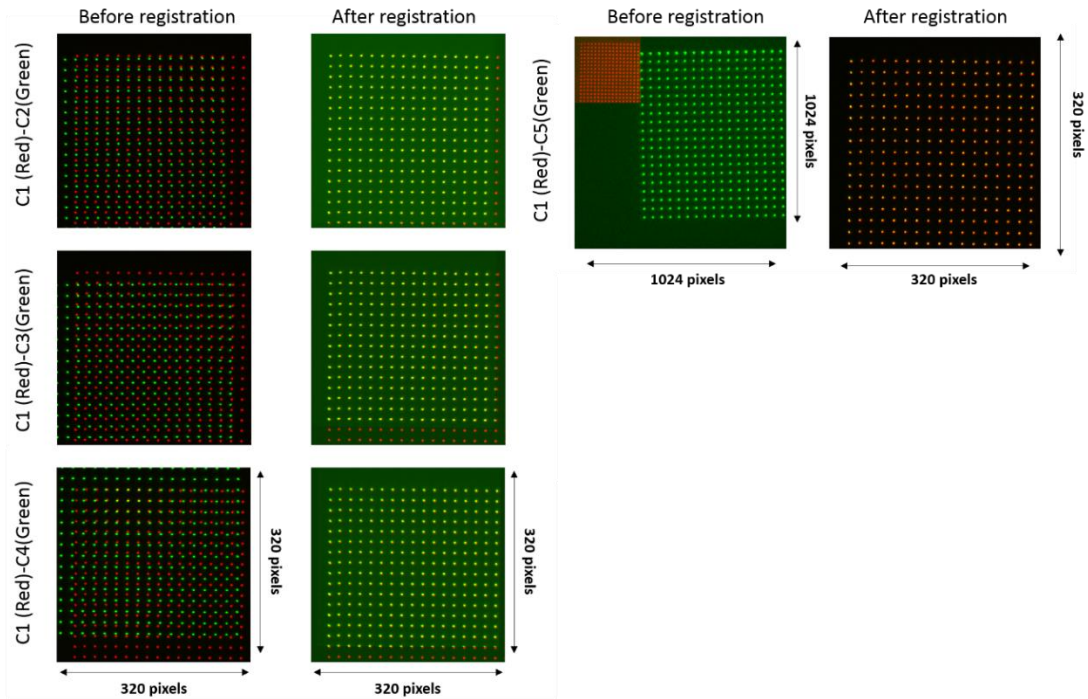 Before registration
After registration
C1 (Red)-C2(Green)
C1 (Red)-C3(Green)
C1 (Red)-C4(Green)
320 pixels
320 pixels
320 pixels
320 pixels
Before registration
After registration
C1 (Red)-C5(Green)
1024 pixels
320 pixels
1024 pixels
320 pixels